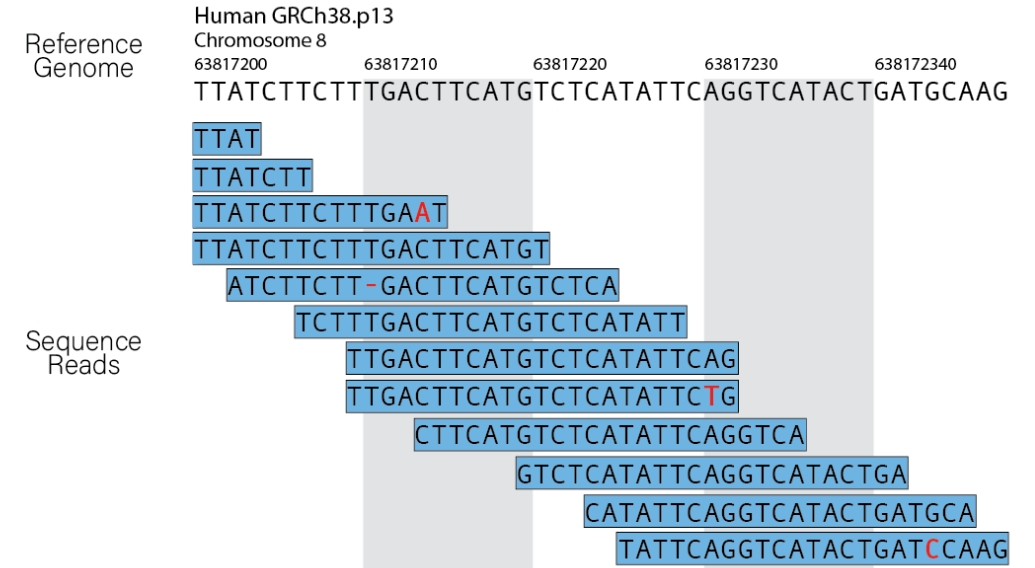 Human GRCh38.p13
Reference
Genome
Chromosome 8
63817200 63817210 63817220 63817230 638172340
TTATCTTCTTTGACTTCATGTCTCATATTCAGGTCATACTGATGCAAG
TTAT
TTATCTT
TTATCTTCTTTGAAT
TTATCTTCTTTGACTTCATGT
ATCTTCTT-GACTTCATGTCTCA
TCTTTGACTTCATGTCTCATATT
Sequence
Reads
TTGACTTCATGTCTCATATTCAG
TTGACTTCATGTCTCATATTCTG
CTTCATGTCTCATATTCAGGTCA
GTCTCATATTCAGGTCATACTGA
CATATTCAGGTCATACTGATGCA
TATTCAGGTCATACTGATCCAAG